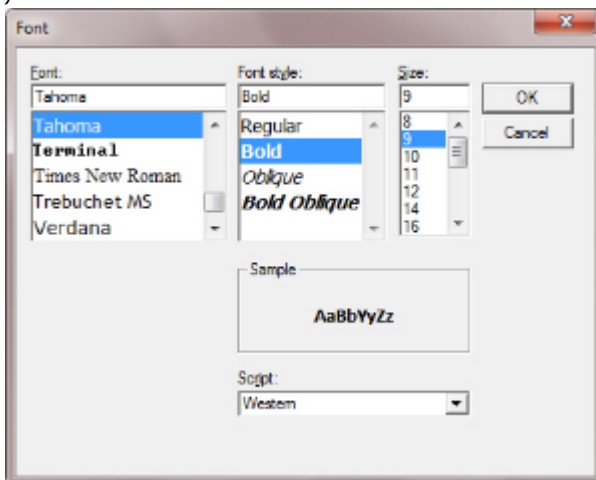 )
Font
Font:
Tahoma
Tahoma
Terminal
Times New Roman
Trebuchet MS
Verdana
Font style:
Bold
Regular
Bold
Oblique
Bold Oblique
Size:
9
8
9
10
11
12
14
16
OK
Cancel
Sample
AaBbYyZz
Script:
Western